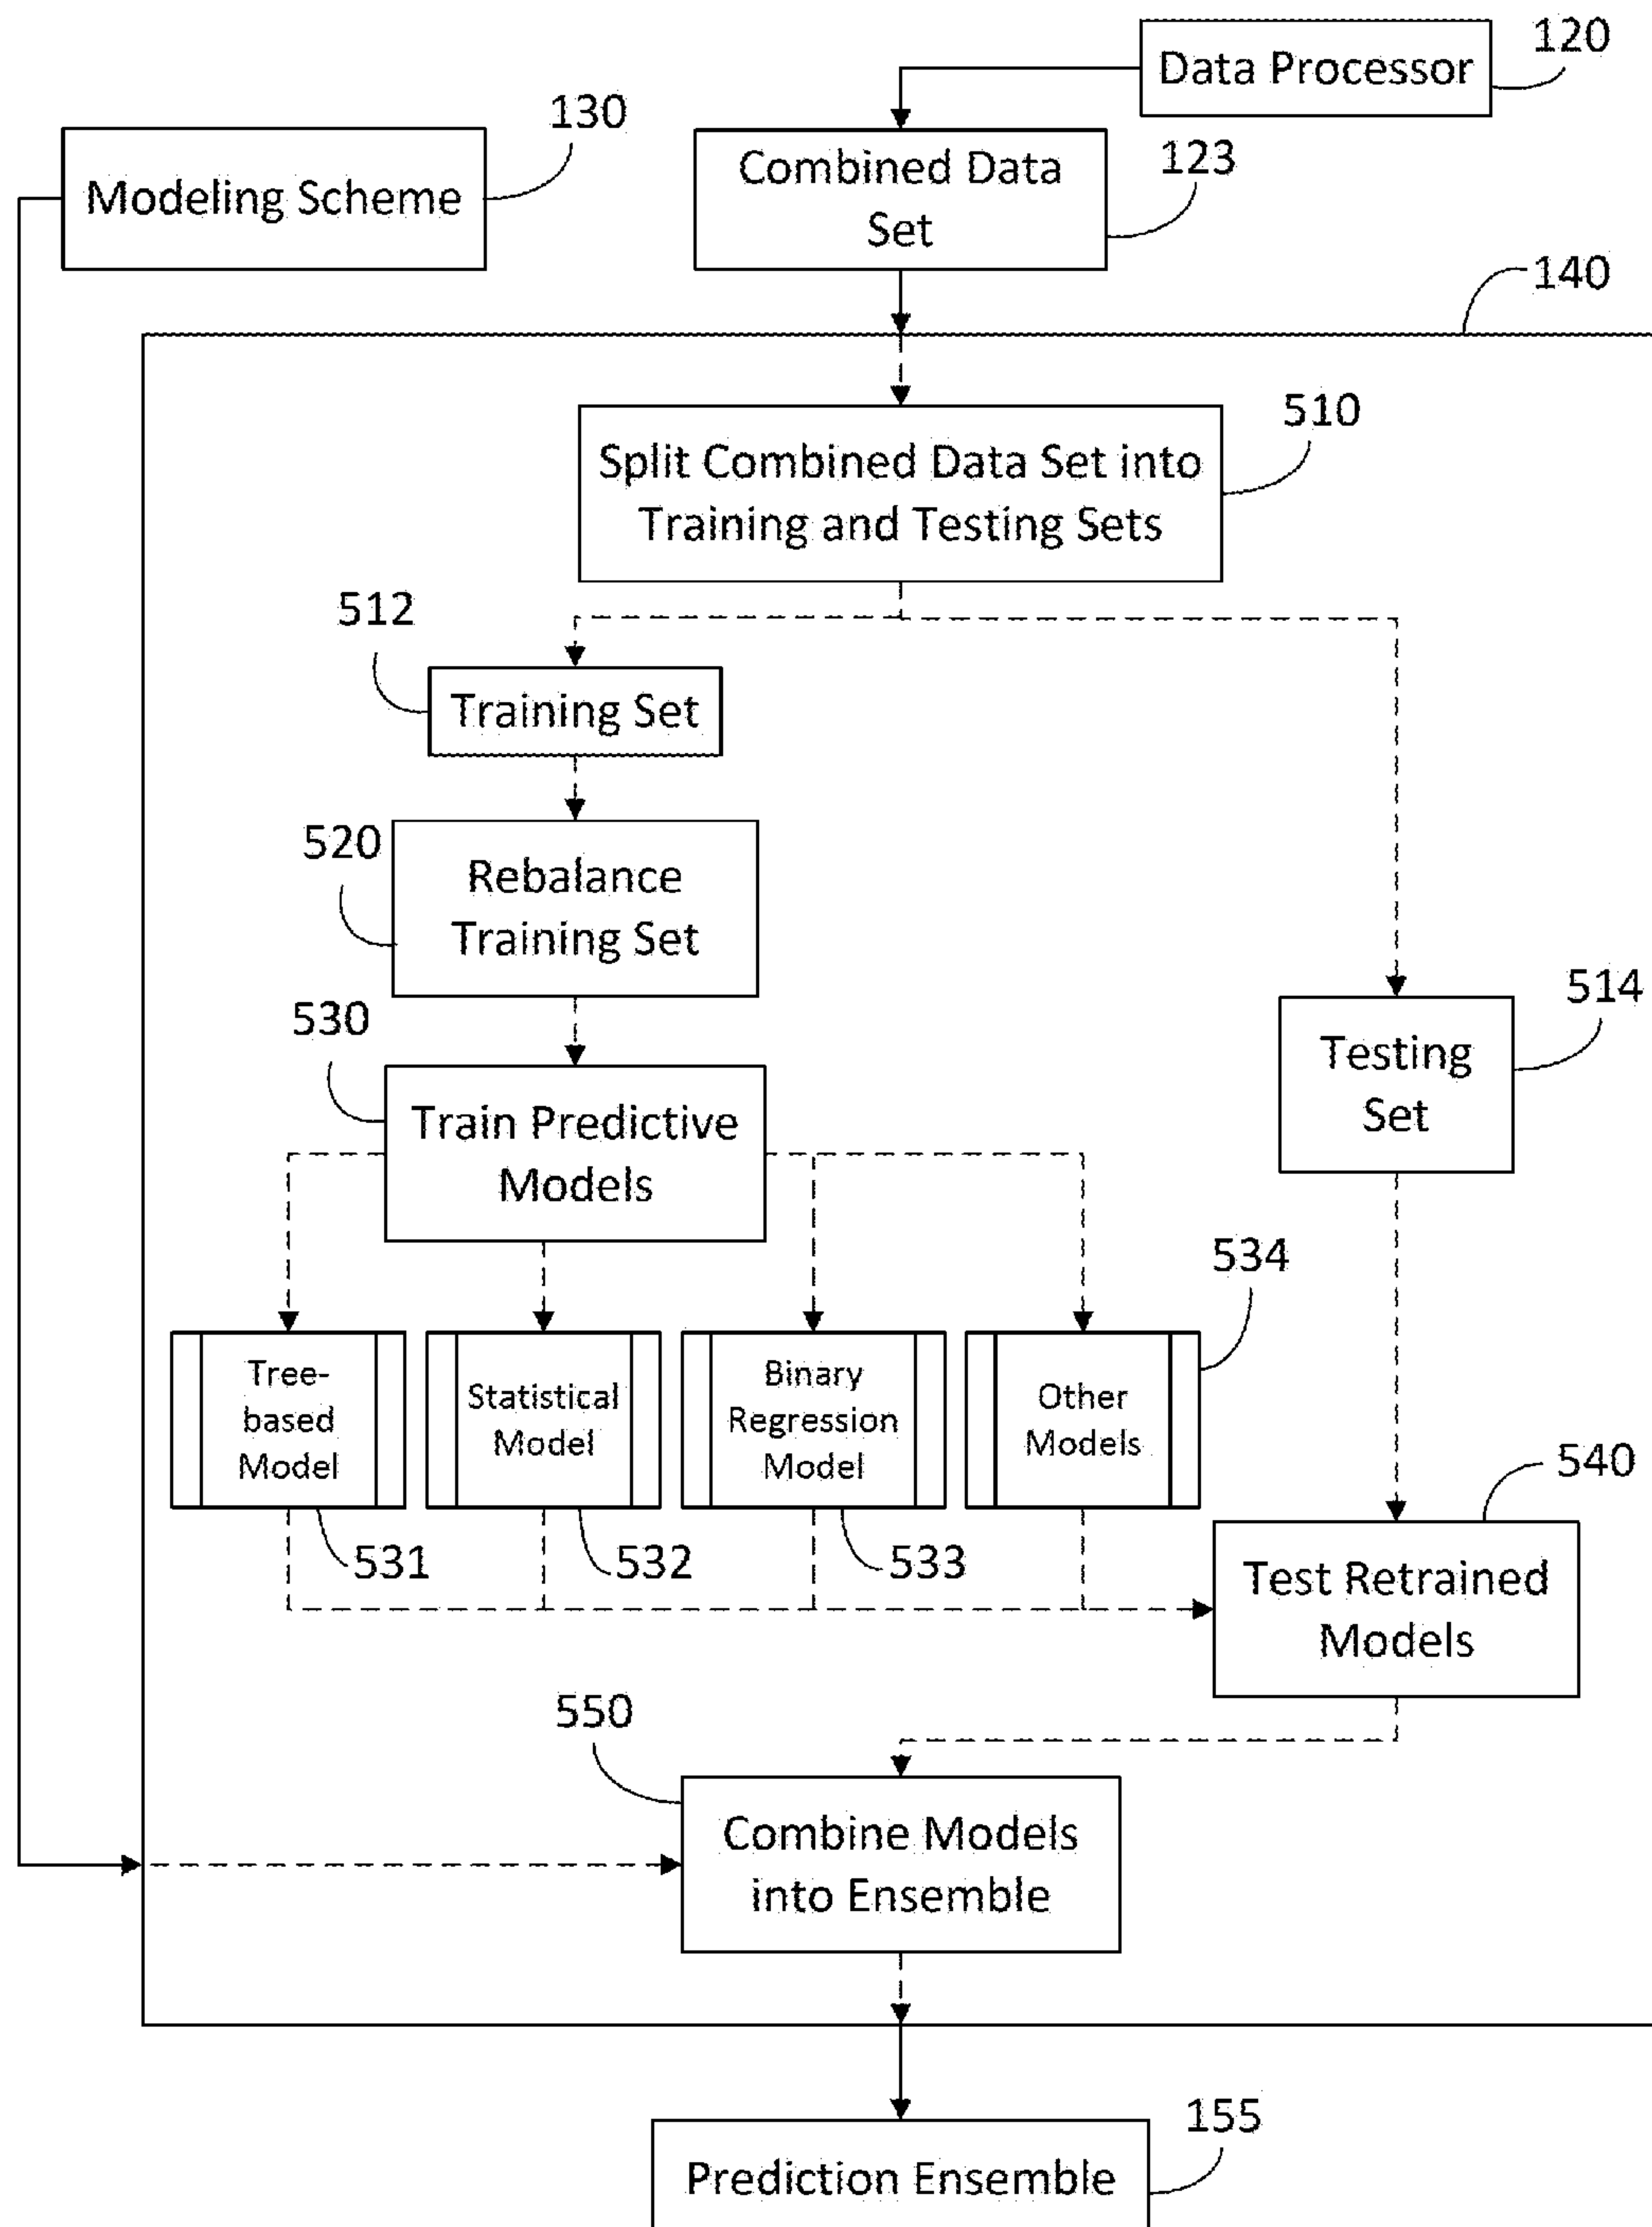 120
Data Processor
130
Modeling Scheme
Combined Data
Set
123
140
510
Split Combined Data Set into
Training and Testing Sets
512
Training Set
520
Rebalance
Training Set
530
Train Predictive
Models
514
Testing
Set
534
Tree-
based
Model
Statistical
Model
Binary
Regression
Model
Other
Models
531
532
533
540
Test Retrained
Models
550
Combine Models
into Ensemble
155
Prediction Ensemble